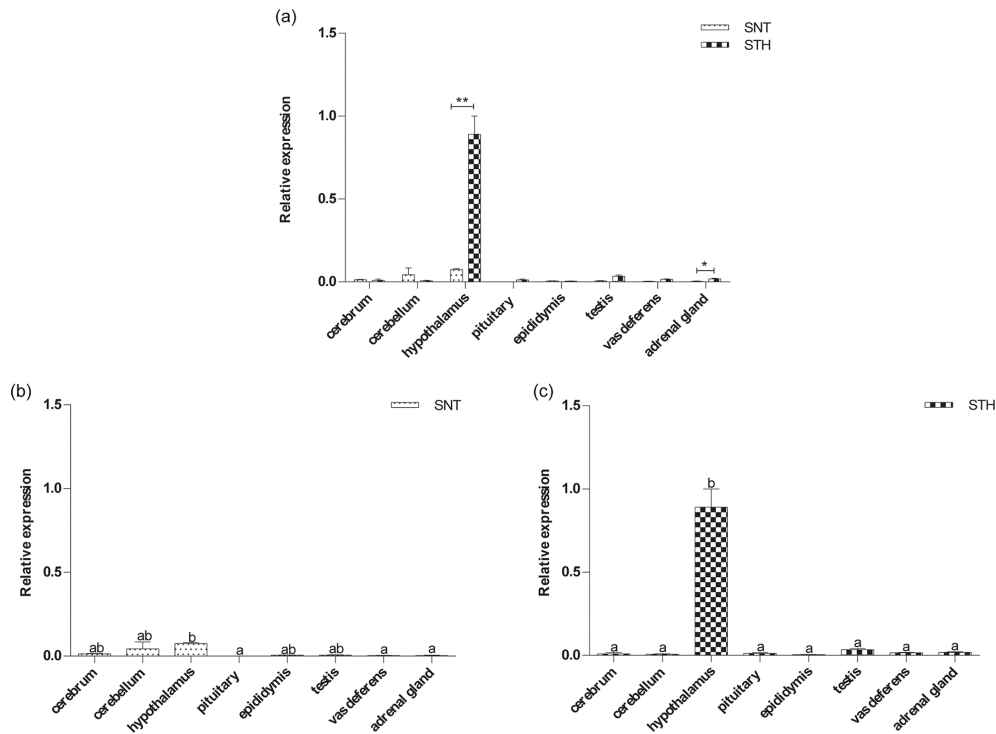 (a)
SNT
STH
1.5
1.0
0.5
0.0
Relative expression
**
*
cerebrum
cerebellum
hypothalamus
pituitary
epididymis
testis
vas deferens
adrenal gland
(b)
SNT
1.5
1.0
0.5
0.0
Relative expression
ab
ab
b
a
ab
ab
a
a
cerebrum
cerebellum
hypothalamus
pituitary
epididymis
testis
vas deferens
adrenal gland
(c)
STH
1.5
1.0
0.5
0.0
Relative expression
a
a
b
a
a
a
a
a
cerebrum
cerebellum
hypothalamus
pituitary
epididymis
testis
vas deferens
adrenal gland